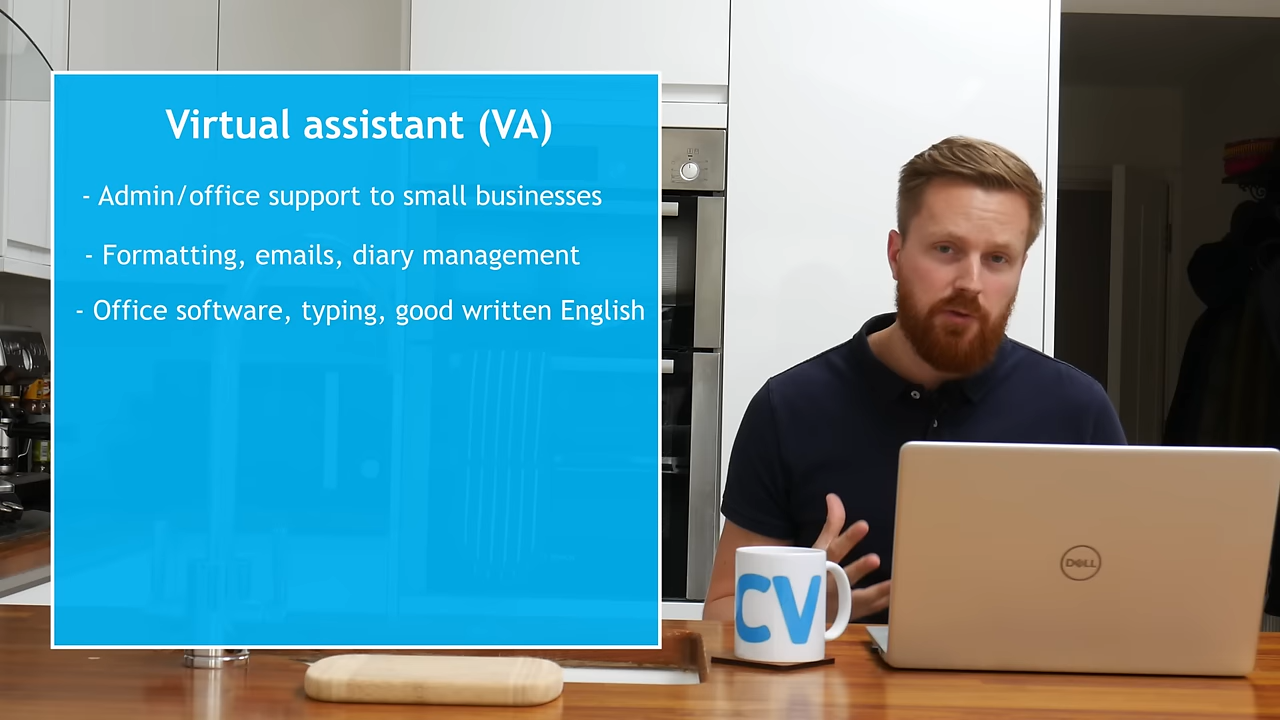 Virtual assistant (VA)
- Admin/office support to small businesses
- Formatting, emails, diary management
- Office software, typing, good written English
CV
DELL